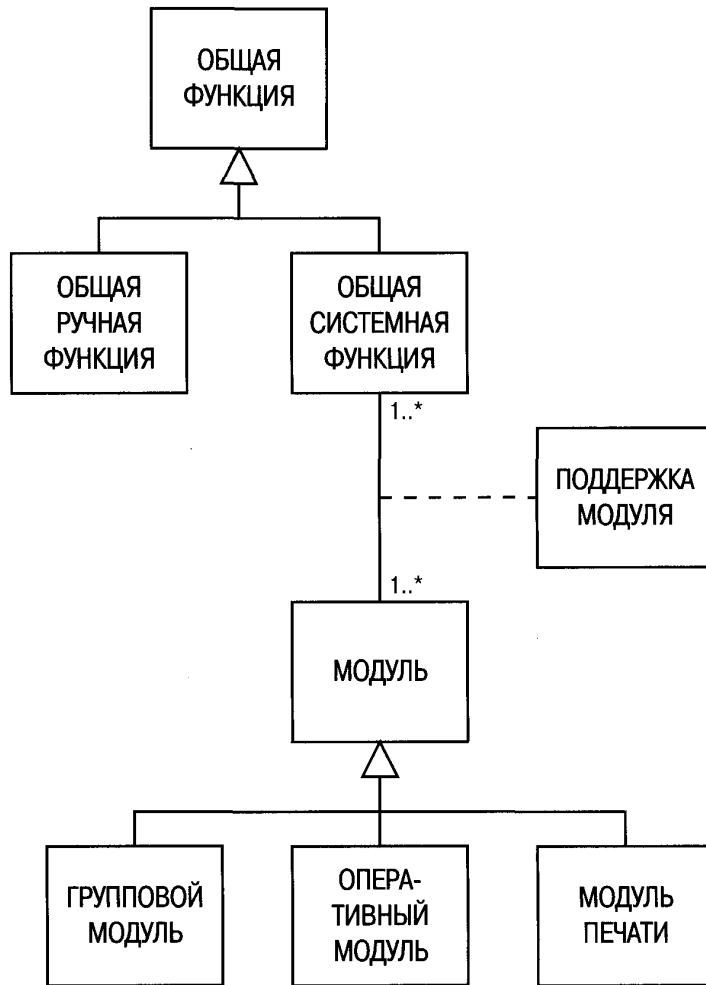 ОБЩАЯ
ФУНКЦИЯ
ОБЩАЯ
РУЧНАЯ
ФУНКЦИЯ
ОБЩАЯ
СИСТЕМНАЯ
ФУНКЦИЯ
1..*
ПОДДЕРЖКА
МОДУЛЯ
1..*
МОДУЛЬ
ГРУППОВОЙ
МОДУЛЬ
ОПЕРА-
ТИВНЫЙ
МОДУЛЬ
МОДУЛЬ
ПЕЧАТИ